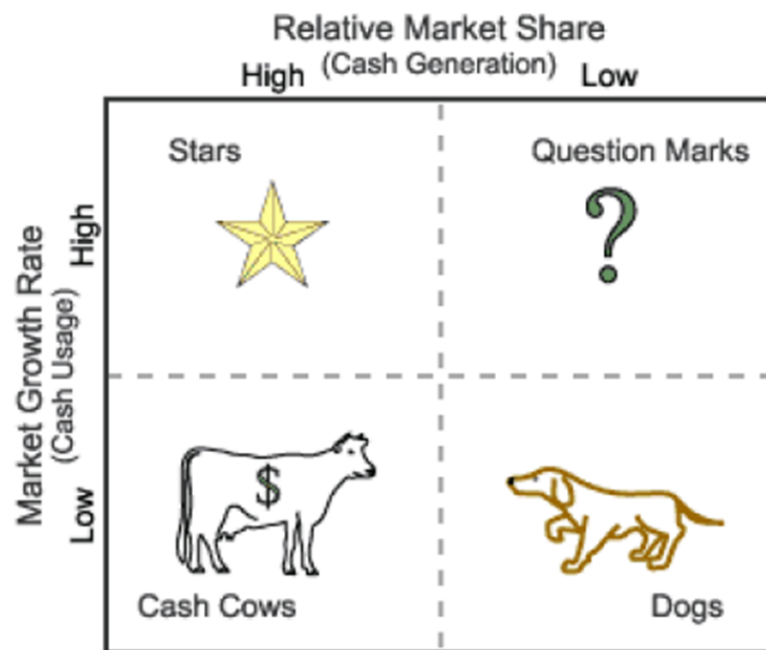 Relative Market Share
(Cash Generation)
High
Low
Stars
Question Marks
Market Growth Rate
(Cash Usage)
High
Low
$
?
Cash Cows
Dogs